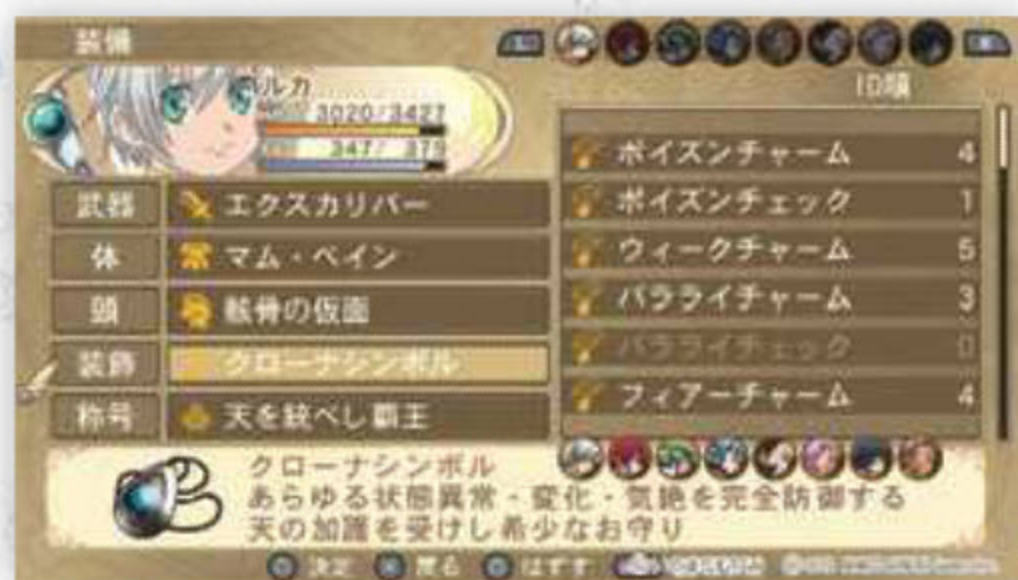 装備
ID順
ルカ
3020/3427
347/ 375
武器 エクスカリバー
体 マム・ベイン
頭 骸骨の仮面
装飾 クローナシンボル
称号 天を統べし覇王
ポイズンチャーム 4
ポイズンチェック 1
ウィークチャーム 5
パラライチャーム 3
パラライチェック 0
フィアーチャーム 4
クローナシンボル
あらゆる状態異常・変化・気絶を完全防御する
天の加護を受けし希少なお守り
決定 戻る はずす